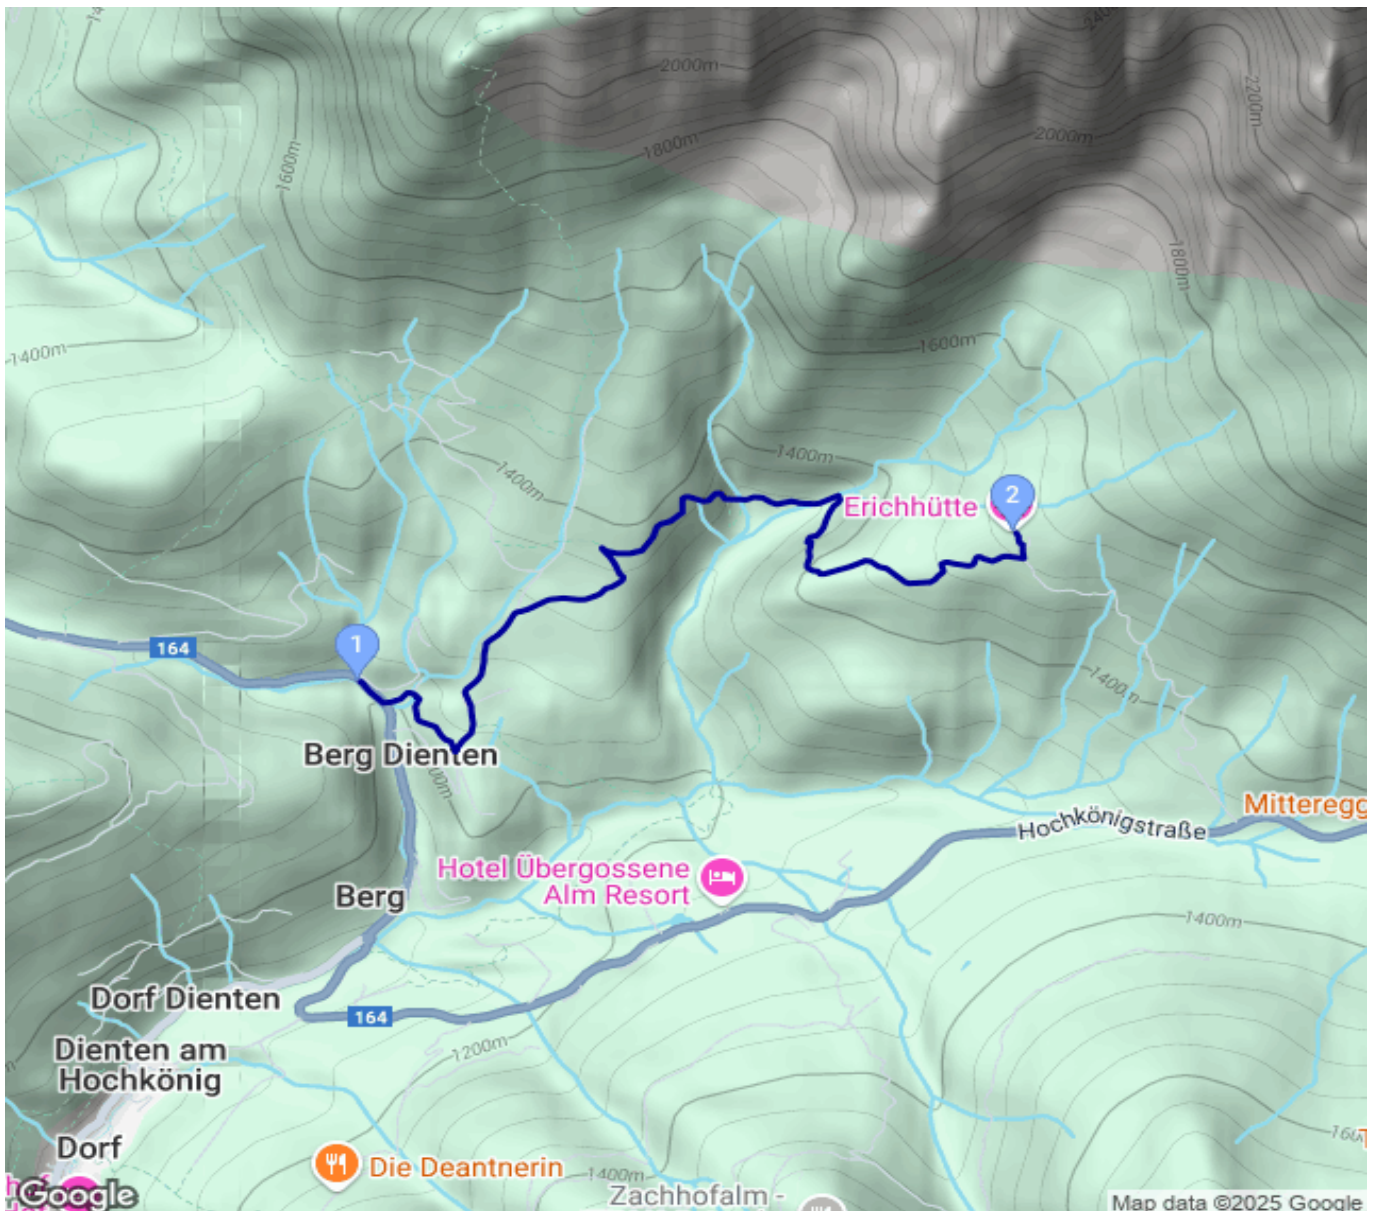 2000m
2400
2200m
2000m
1800m
1600m
1800m
1400m
1600m
1400m
1400m
2
Erichhütte
1
164
1400m
Berg Dienten
Mitteregg
Hochkönigstraße
Hotel Übergossene
Alm Resort
Berg
1400m
Dorf Dienten
164
Dienten am
Hochkönig
1200m
Dorf
Die Deantnerin
1400m
Zachhofalm -
Google
Map data ©2025 Google